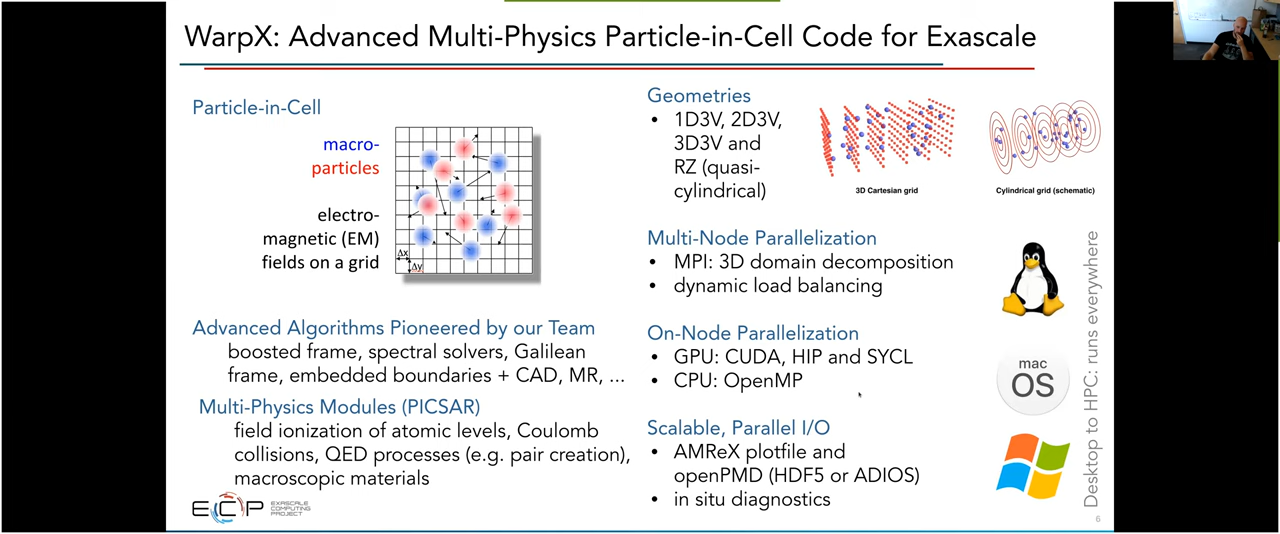 WarpX: Advanced Multi-Physics Particle-in-Cell Code for Exascale
Particle-in-Cell
macro-
particles
electro-
magnetic (EM)
fields on a grid
Δx
Δy
Advanced Algorithms Pioneered by our Team
boosted frame, spectral solvers, Galilean
frame, embedded boundaries + CAD, MR, ...
Multi-Physics Modules (PICSAR)
field ionization of atomic levels, Coulomb
collisions, QED processes (e.g. pair creation),
macroscopic materials
ECP
EXASCALE
COMPUTING
PROJECT
Geometries
• 1D3V, 2D3V,
3D3V and
RZ (quasi-
cylindrical)
3D Cartesian grid
Cylindrical grid (schematic)
Multi-Node Parallelization
• MPI: 3D domain decomposition
• dynamic load balancing
On-Node Parallelization
• GPU: CUDA, HIP and SYCL
• CPU: OpenMP
Scalable, Parallel I/O
• AMReX plotfile and
openPMD (HDF5 or ADIOS)
• in situ diagnostics
mac
OS
Desktop to HPC: runs everywhere
6